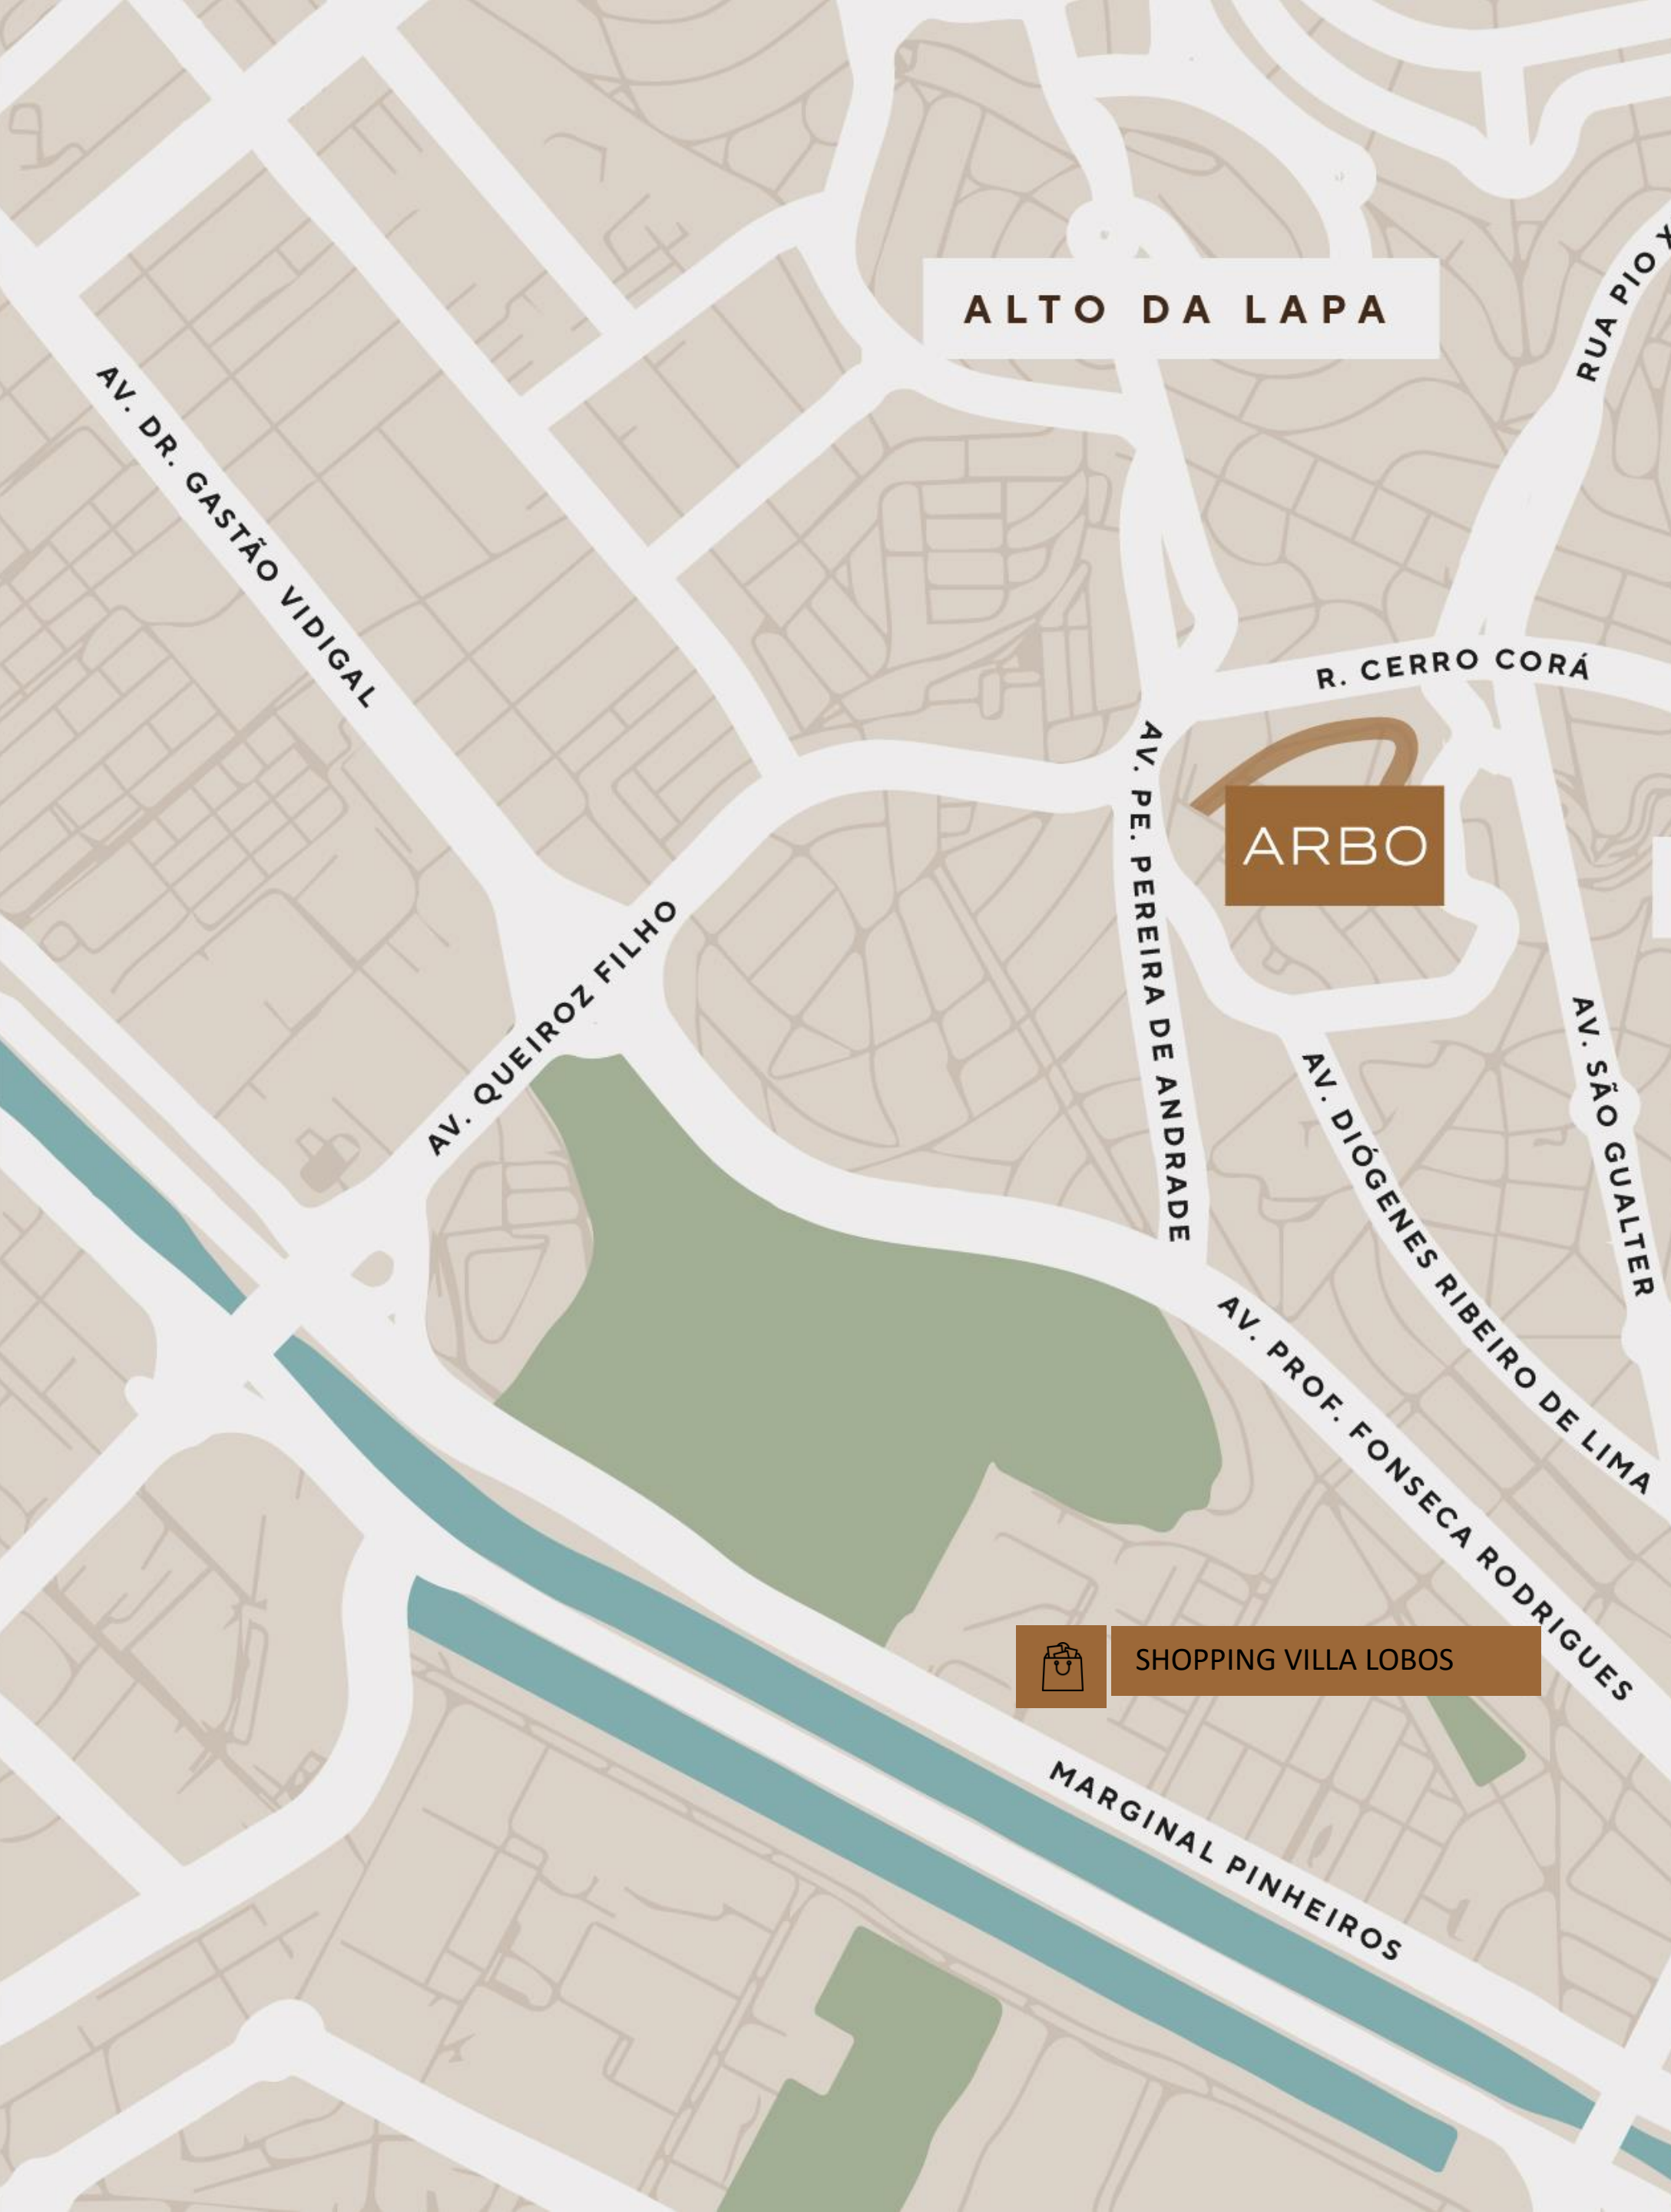 ALTO DA LAPA
RUA PIO X
AV. DR. GASTÃO VIDIGAL
R. CERRO CORÁ
ARBO
AV. PE. PEREIRA DE ANDRADE
AV. QUEIROZ FILHO
AV. SÃO GUALTER
AV. DIÓGENES RIBEIRO DE LIMA
AV. PROF. FONSECA RODRIGUES
SHOPPING VILLA LOBOS
MARGINAL PINHEIROS